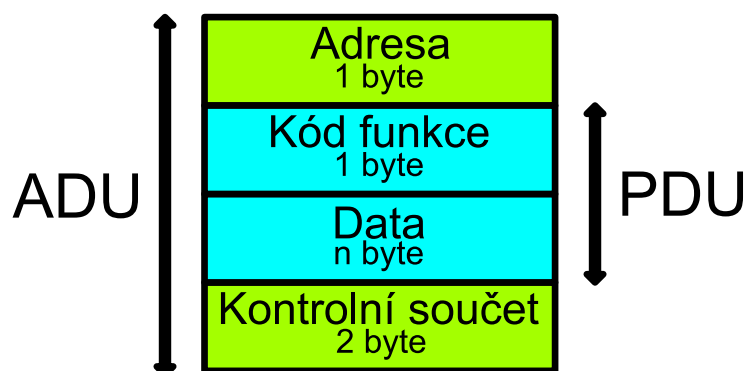 Adresa
1 byte
Kód funkce
1 byte
ADU
PDU
Data
n byte
Kontrolní součet
2 byte